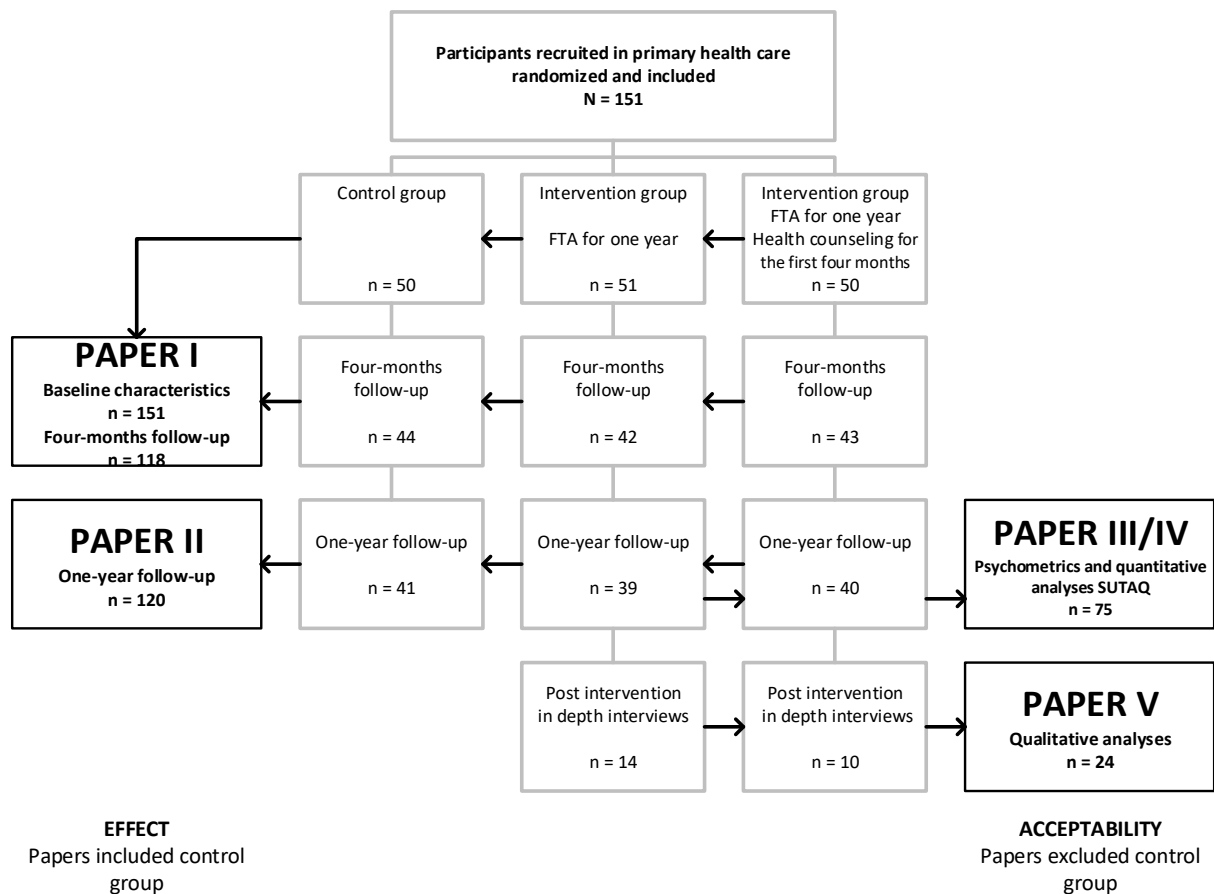 Participants recruited in primary health care
randomized and included
N = 151
Control group
n = 50
Intervention group
FTA for one year
n = 51
Intervention group
FTA for one year
Health counseling for
the first four months
n = 50
PAPER I
Baseline characteristics
n = 151
Four-months follow-up
n = 118
Four-months
follow-up
n = 44
Four-months
follow-up
n = 42
Four-months
follow-up
n = 43
PAPER II
One-year follow-up
n = 120
One-year follow-up
n = 41
One-year follow-up
n = 39
One-year follow-up
n = 40
PAPER III/IV
Psychometrics and quantitative
analyses SUTAQ
n = 75
Post intervention
in depth interviews
n = 14
Post intervention
in depth interviews
n = 10
PAPER V
Qualitative analyses
n = 24
EFFECT
Papers included control
group
ACCEPTABILITY
Papers excluded control
group